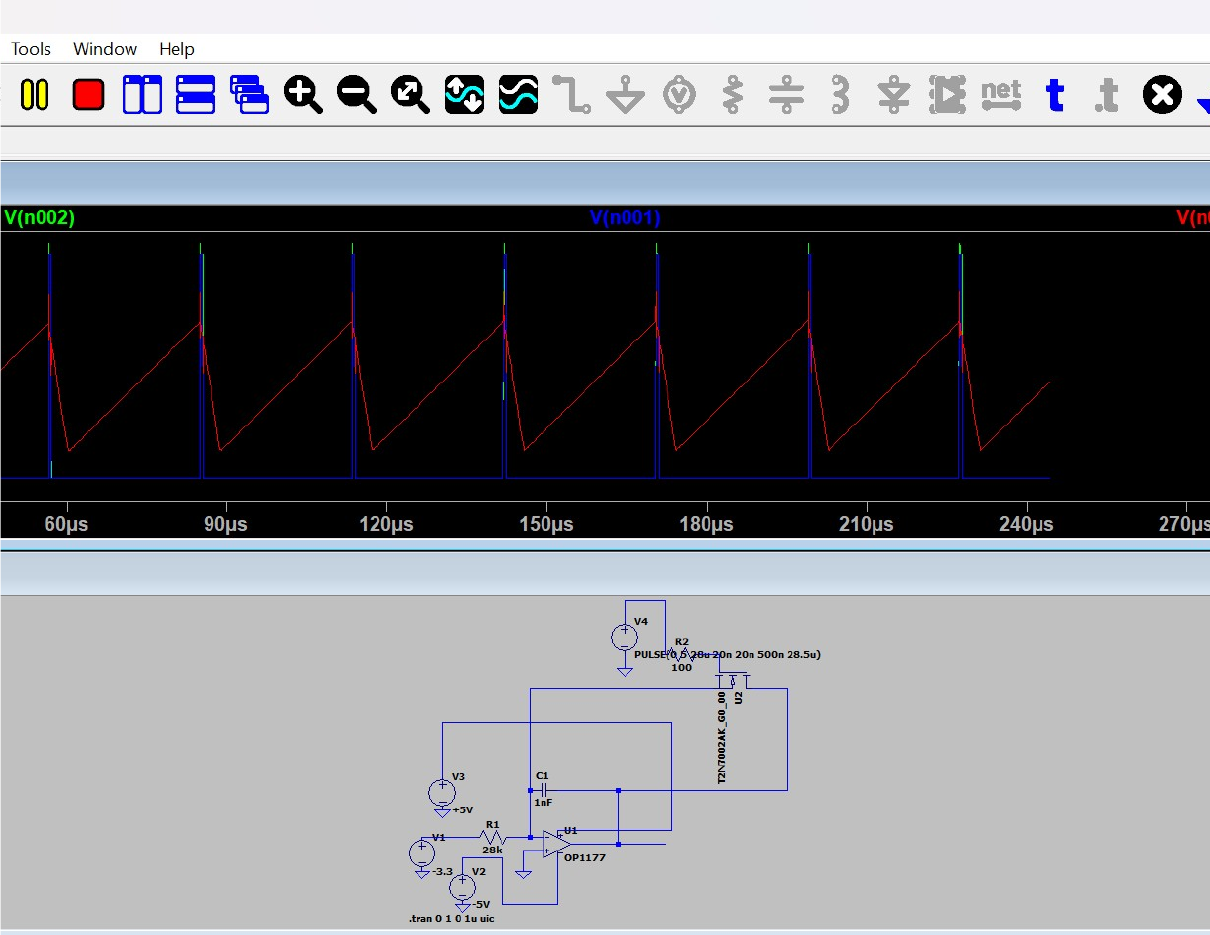 Tools Window Help
net t .t
V(n002) V(n001) V(n
60µs 90µs 120µs 150µs 180µs 210µs 240µs 270µs
V4
R2
PULSE(0 5 28u 20n 20n 500n 28.5u)
100
U2
T2N7002AK_G0_00
V3
C1
+5V
1nF
R1
U1
V1
28k
OP1177
-3.3
V2
-5V
.tran 0 1 0 1u uic